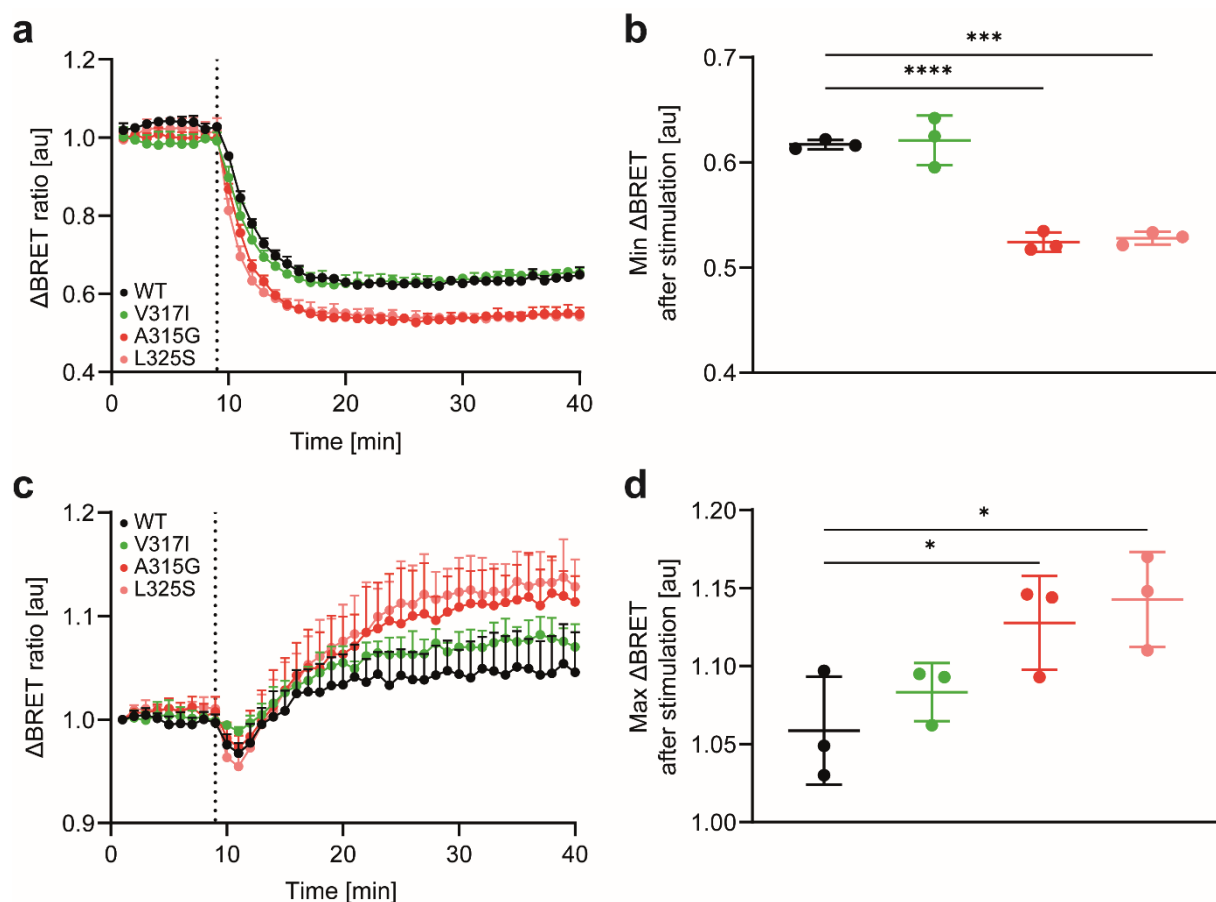 a
1.2
1.0
0.8
0.6
0.4
ΔBRET ratio [au]
WT
V317I
A315G
L325S
0
10
20
30
40
Time [min]
b
0.7
0.6
0.5
0.4
Min ΔBRET
after stimulation [au]
***
****
c
1.2
1.1
1.0
0.9
ΔBRET ratio [au]
WT
V317I
A315G
L325S
0
10
20
30
40
Time [min]
d
1.20
1.15
1.10
1.05
1.00
Max ΔBRET
after stimulation [au]
*
*